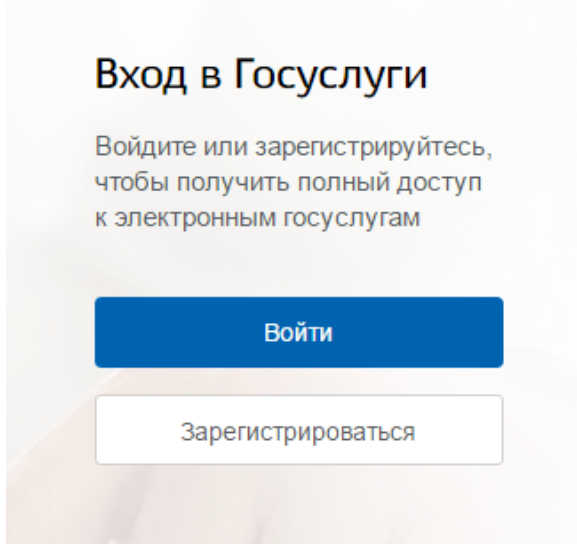 Вход в Госуслуги
Войдите или зарегистрируйтесь,
чтобы получить полный доступ
к электронным госуслугам
Войти
Зарегистрироваться